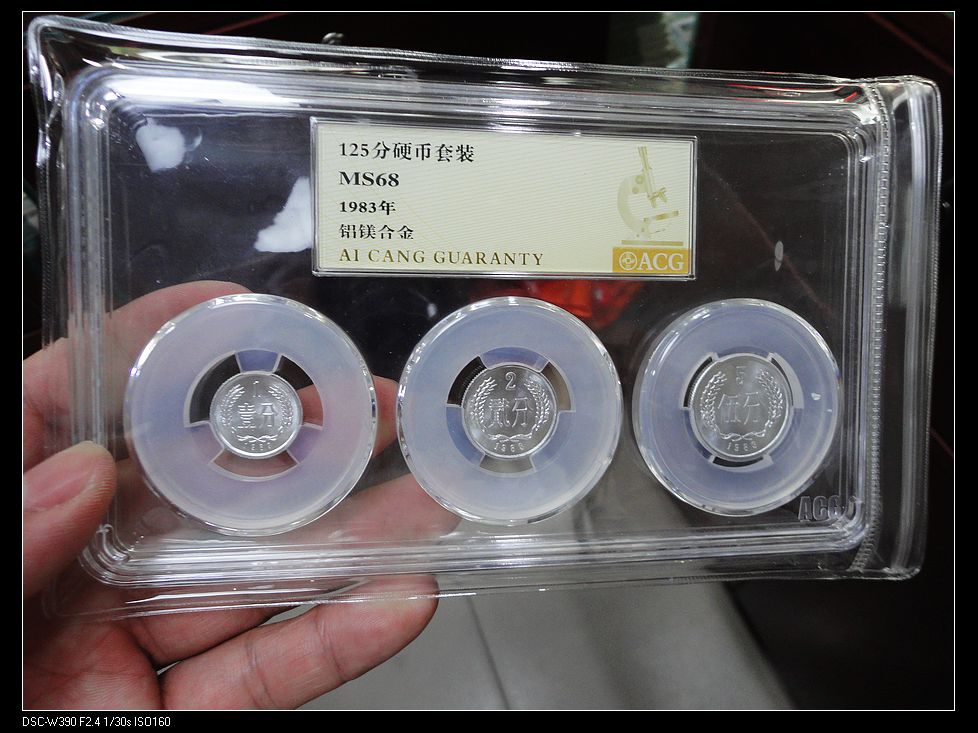 125分硬币套装
MS68
1983年
铝镁合金
AI CANG GUARANTY
ACG
1
壹分
2
贰分
5
伍分
ACG
DSC-W390 F2.4 1/30s ISO160